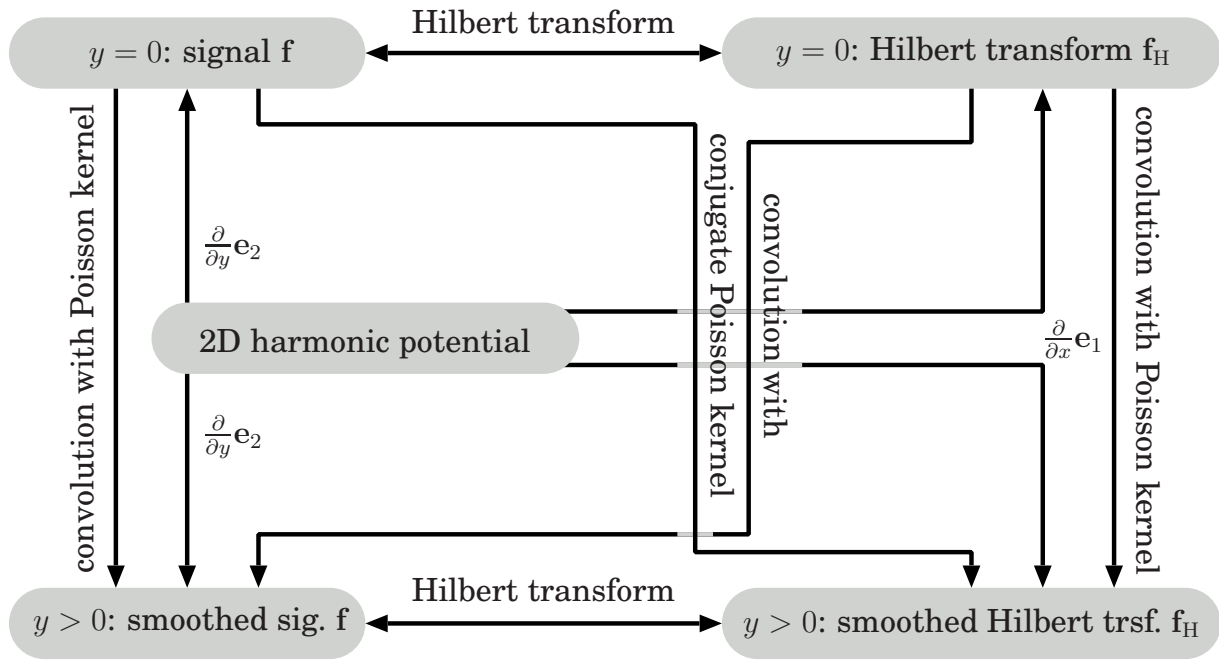 Hilbert transform
y = 0: signal f
y = 0: Hilbert transform f_H
convolution with Poisson kernel
conjugate Poisson kernel
convolution with
convolution with Poisson kernel
∂/∂y e_2
2D harmonic potential
∂/∂x e_1
∂/∂y e_2
Hilbert transform
y > 0: smoothed sig. f
y > 0: smoothed Hilbert trsf. f_H